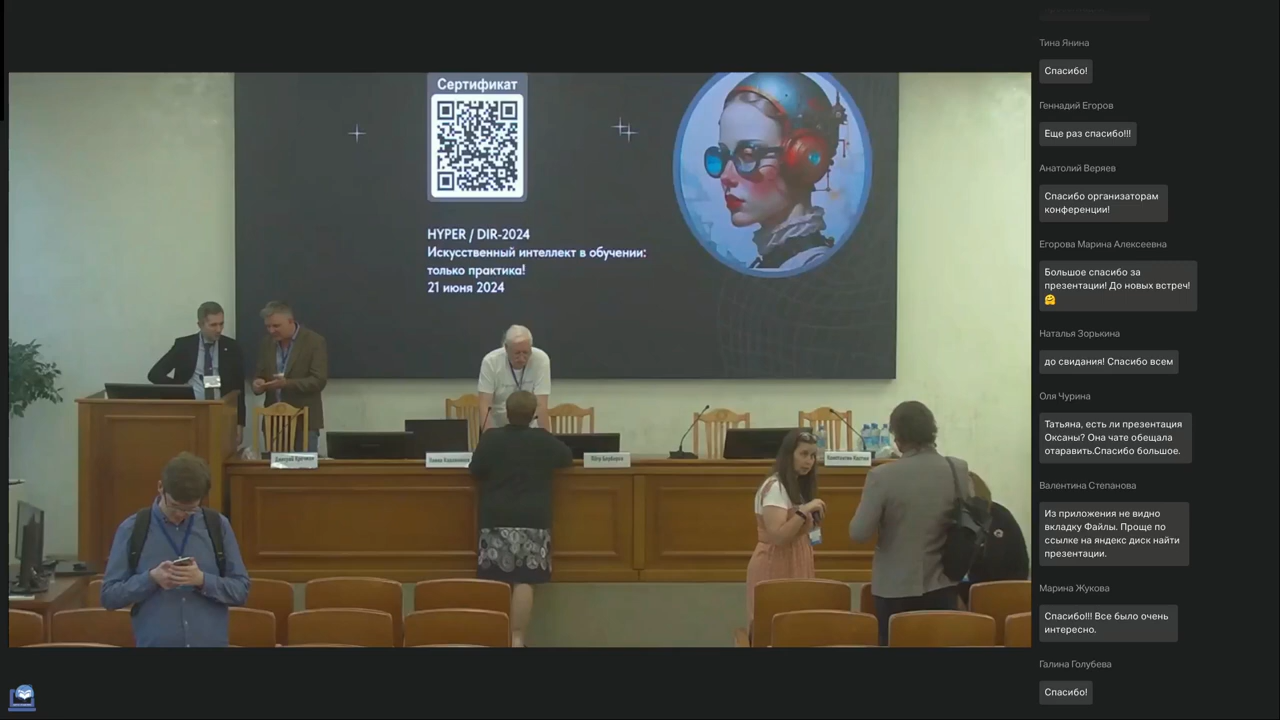 Сертификат
HYPER / DIR-2024
Искусственный интеллект в обучении:
только практика!
21 июня 2024
Тина Янина
Спасибо!
Геннадий Егоров
Еще раз спасибо!!!
Анатолий Веряев
Спасибо организаторам
конференции!
Егорова Марина Алексеевна
Большое спасибо за
презентации! До новых встреч!
🤗
Наталья Зорькина
до свидания! Спасибо всем
Оля Чурина
Татьяна, есть ли презентация
Оксаны? Она чате обещала
отаравить.Спасибо большое.
Валентина Степанова
Из приложения не видно
вкладку Файлы. Проще по
ссылке на яндекс диск найти
презентации.
Марина Жукова
Спасибо!!! Все было очень
интересно.
Галина Голубева
Спасибо!